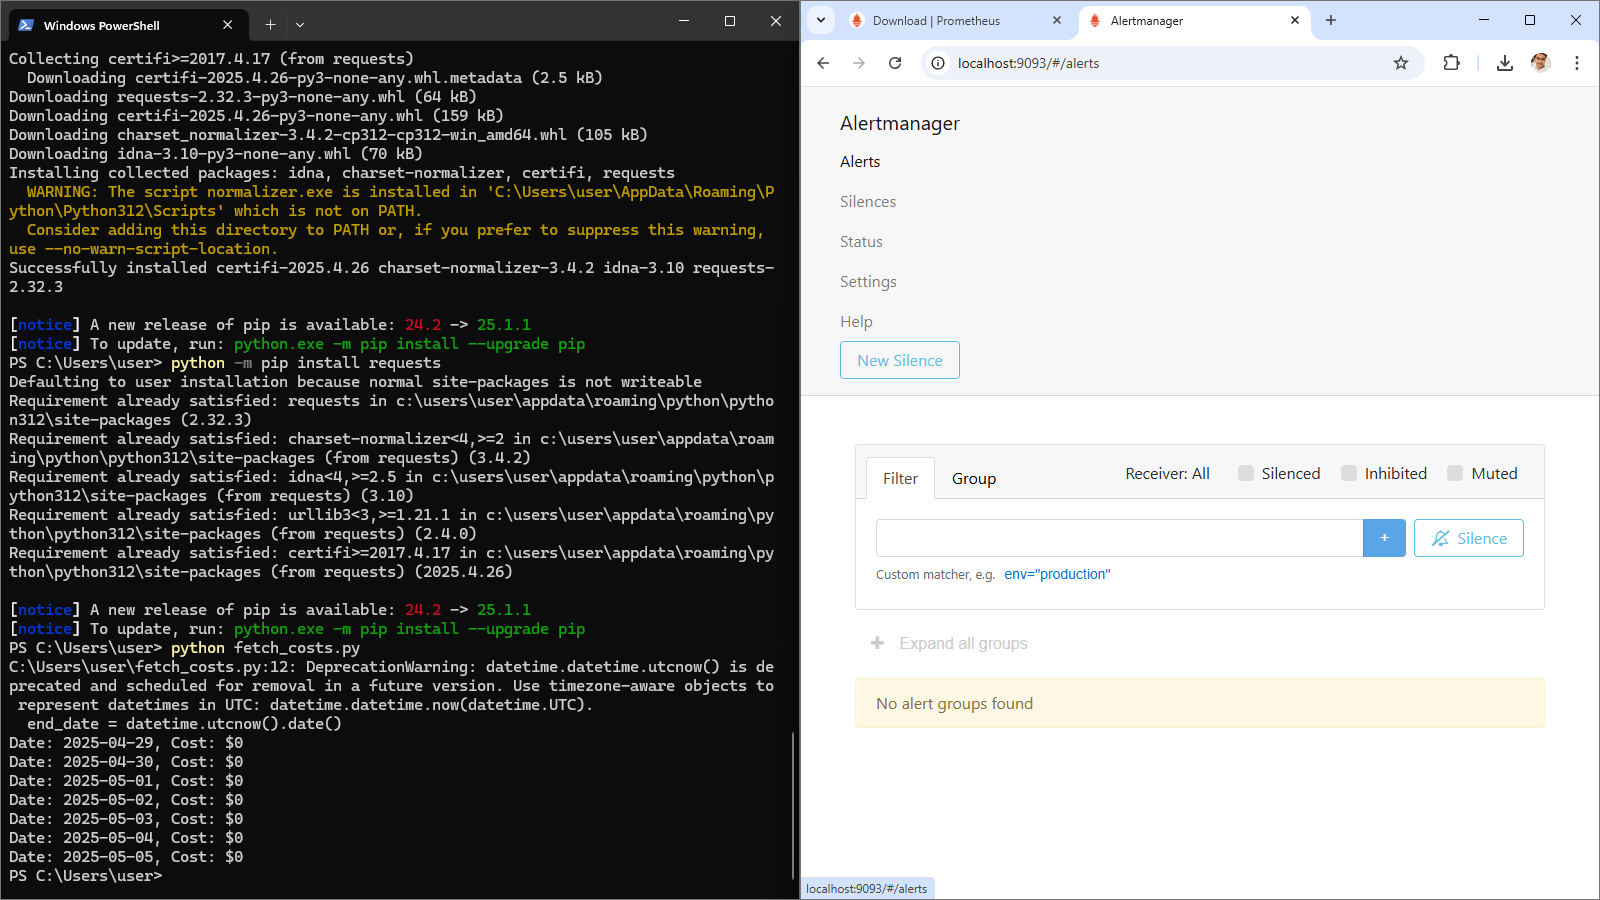 Windows PowerShell
Collecting certifi>=2017.4.17 (from requests)
  Downloading certifi-2025.4.26-py3-none-any.whl.metadata (2.5 kB)
Downloading requests-2.32.3-py3-none-any.whl (64 kB)
Downloading certifi-2025.4.26-py3-none-any.whl (159 kB)
Downloading charset_normalizer-3.4.2-cp312-cp312-win_amd64.whl (105 kB)
Downloading idna-3.10-py3-none-any.whl (70 kB)
Installing collected packages: idna, charset-normalizer, certifi, requests
  WARNING: The script normalizer.exe is installed in 'C:\Users\user\AppData\Roaming\P
ython\Python312\Scripts' which is not on PATH.
  Consider adding this directory to PATH or, if you prefer to suppress this warning,
use --no-warn-script-location.
Successfully installed certifi-2025.4.26 charset-normalizer-3.4.2 idna-3.10 requests-
2.32.3
[notice] A new release of pip is available: 24.2 -> 25.1.1
[notice] To update, run: python.exe -m pip install --upgrade pip
PS C:\Users\user> python -m pip install requests
Defaulting to user installation because normal site-packages is not writeable
Requirement already satisfied: requests in c:\users\user\appdata\roaming\python\pytho
n312\site-packages (2.32.3)
Requirement already satisfied: charset-normalizer<4,>=2 in c:\users\user\appdata\roam
ing\python\python312\site-packages (from requests) (3.4.2)
Requirement already satisfied: idna<4,>=2.5 in c:\users\user\appdata\roaming\python\p
ython312\site-packages (from requests) (3.10)
Requirement already satisfied: urllib3<3,>=1.21.1 in c:\users\user\appdata\roaming\py
thon\python312\site-packages (from requests) (2.4.0)
Requirement already satisfied: certifi>=2017.4.17 in c:\users\user\appdata\roaming\py
thon\python312\site-packages (from requests) (2025.4.26)
[notice] A new release of pip is available: 24.2 -> 25.1.1
[notice] To update, run: python.exe -m pip install --upgrade pip
PS C:\Users\user> python fetch_costs.py
C:\Users\user\fetch_costs.py:12: DeprecationWarning: datetime.datetime.utcnow() is de
precated and scheduled for removal in a future version. Use timezone-aware objects to
 represent datetimes in UTC: datetime.datetime.now(datetime.UTC).
  end_date = datetime.utcnow().date()
Date: 2025-04-29, Cost: $0
Date: 2025-04-30, Cost: $0
Date: 2025-05-01, Cost: $0
Date: 2025-05-02, Cost: $0
Date: 2025-05-03, Cost: $0
Date: 2025-05-04, Cost: $0
Date: 2025-05-05, Cost: $0
PS C:\Users\user>
Download | Prometheus
Alertmanager
localhost:9093/#/alerts
Alertmanager
Alerts
Silences
Status
Settings
Help
New Silence
Filter
Group
Receiver: All
Silenced
Inhibited
Muted
+
Silence
Custom matcher, e.g. env="production"
+ Expand all groups
No alert groups found
localhost:9093/#/alerts